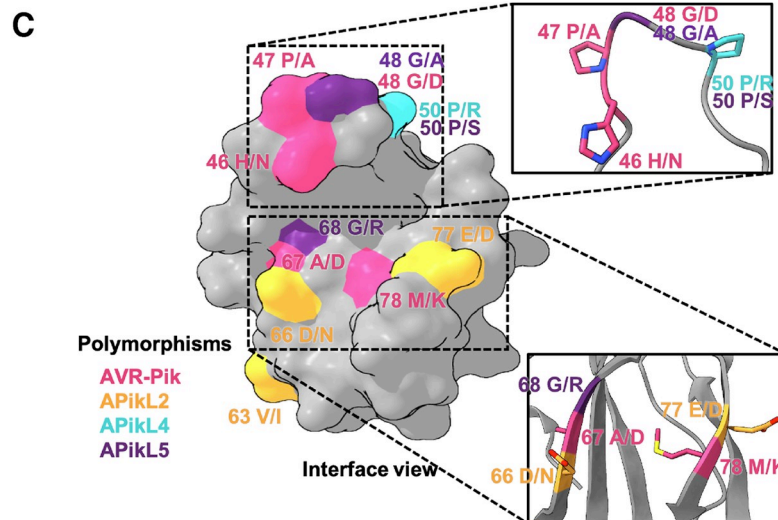 C
47 P/A
48 G/A
48 G/D
50 P/R
50 P/S
46 H/N
48 G/D
47 P/A
48 G/A
50 P/R
50 P/S
46 H/N
68 G/R
77 E/D
67 A/D
78 M/K
66 D/N
63 V/I
Polymorphisms
AVR-Pik
APikL2
APikL4
APikL5
Interface view
68 G/R
77 E/D
67 A/D
78 M/K
66 D/N